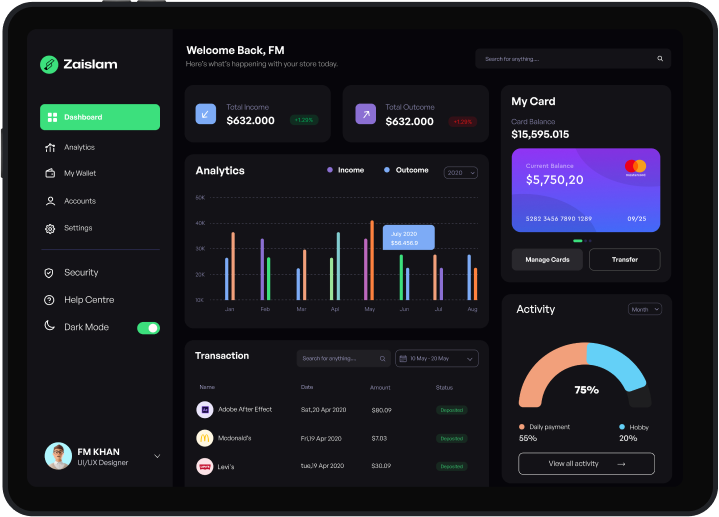 Zaislam
Dashboard
Analytics
My Wallet
Accounts
Settings
Security
Help Centre
Dark Mode
FM KHAN
UI/UX Designer
Welcome Back, FM
Here's what's happening with your store today.
Search for anything....
Total Income
$632.000
+1.29%
Total Outcome
$632.000
+1.29%
Analytics
Income
Outcome
2020
50K
40K
30K
20K
10K
July 2020
$56,456.0
Jan Feb Mar Apl May Jun Jul Aug
Transaction
Search for anything....
10 May - 20 May
Name Date Amount Status
Adobe After Effect Sat,20 Apr 2020 $80.09 Deposited
Mcdonald's Fri,19 Apr 2020 $7.03 Deposited
Levi's tue,19 Apr 2020 $30.09 Deposited
My Card
Card Balance
$15,595.015
Current Balance
$5,750,20
mastercard
5282 3456 7890 1289 09/25
Manage Cards
Transfer
Activity
Month
75%
Daily payment
55%
Hobby
20%
View all activity